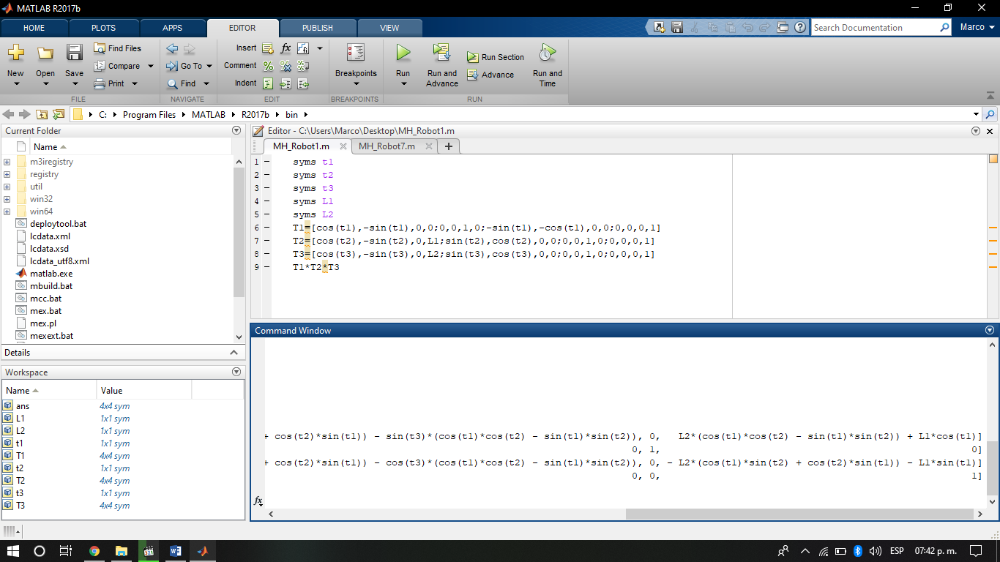 MATLAB R2017b
HOME PLOTS APPS EDITOR PUBLISH VIEW Search Documentation Marco
New Open Save Find Files Compare Print
Go To Find
Insert fx
Comment
Indent
Breakpoints
Run Run and Advance Run Section Advance Run and Time
FILE NAVIGATE EDIT BREAKPOINTS RUN
C: Program Files MATLAB R2017b bin
Current Folder
Name
m3iregistry
registry
util
win32
win64
deploytool.bat
lcdata.xml
lcdata.xsd
lcdata_utf8.xml
matlab.exe
mbuild.bat
mcc.bat
mex.bat
mex.pl
mexext.bat
Details
Workspace
Name Value
ans 4x4 sym
L1 1x1 sym
L2 1x1 sym
t1 1x1 sym
T1 4x4 sym
t2 1x1 sym
T2 4x4 sym
t3 1x1 sym
T3 4x4 sym
Editor - C:\Users\Marco\Desktop\MH_Robot1.m
MH_Robot1.m MH_Robot7.m
1 – syms t1
2 – syms t2
3 – syms t3
4 – syms L1
5 – syms L2
6 – T1=[cos(t1),-sin(t1),0,0;0,0,1,0;-sin(t1),-cos(t1),0,0;0,0,0,1]
7 – T2=[cos(t2),-sin(t2),0,L1;sin(t2),cos(t2),0,0;0,0,1,0;0,0,0,1]
8 – T3=[cos(t3),-sin(t3),0,L2;sin(t3),cos(t3),0,0;0,0,1,0;0,0,0,1]
9 – T1*T2*T3
Command Window
+ cos(t2)*sin(t1)) - sin(t3)*(cos(t1)*cos(t2) - sin(t1)*sin(t2)), 0, L2*(cos(t1)*cos(t2) - sin(t1)*sin(t2)) + L1*cos(t1)]
0, 1, 0]
+ cos(t2)*sin(t1)) - cos(t3)*(cos(t1)*cos(t2) - sin(t1)*sin(t2)), 0, - L2*(cos(t1)*sin(t2) + cos(t2)*sin(t1)) - L1*sin(t1)]
0, 0, 1]
fx
ESP 07:42 p. m.